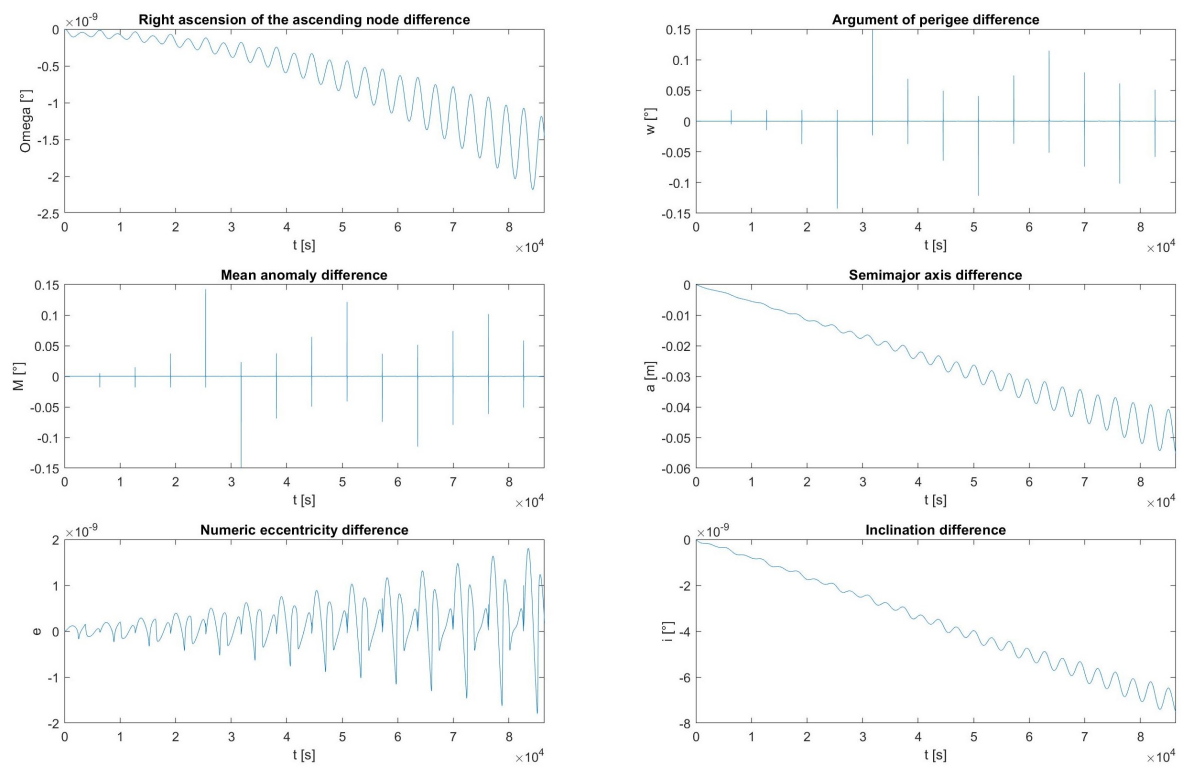 Right ascension of the ascending node difference
×10⁻⁹
0
-0.5
-1
-1.5
-2
-2.5
Omega [°]
0 1 2 3 4 5 6 7 8
t [s]
×10⁴
Argument of perigee difference
0.15
0.1
0.05
0
-0.05
-0.1
-0.15
w [°]
0 1 2 3 4 5 6 7 8
t [s]
×10⁴
Mean anomaly difference
0.15
0.1
0.05
0
-0.05
-0.1
-0.15
M [°]
0 1 2 3 4 5 6 7 8
t [s]
×10⁴
Semimajor axis difference
0
-0.01
-0.02
-0.03
-0.04
-0.05
-0.06
a [m]
0 1 2 3 4 5 6 7 8
t [s]
×10⁴
Numeric eccentricity difference
×10⁻⁹
2
1
0
-1
-2
e
0 1 2 3 4 5 6 7 8
t [s]
×10⁴
Inclination difference
×10⁻⁹
0
-2
-4
-6
-8
i [°]
0 1 2 3 4 5 6 7 8
t [s]
×10⁴